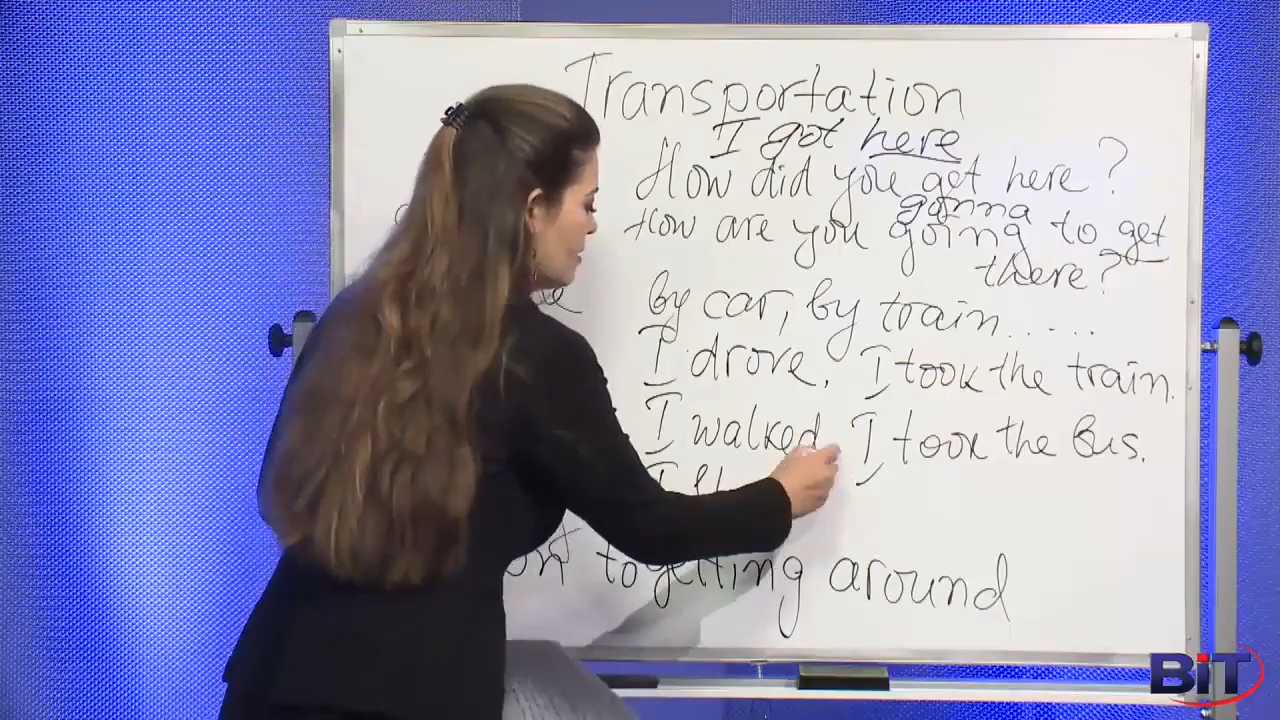 Transportation
I got here
How did you get here?
gonna
How are you going to get
there?
by car, by train.....
I drove, I took the train.
I walked, I took the Bus.
I
to getting around
BiT